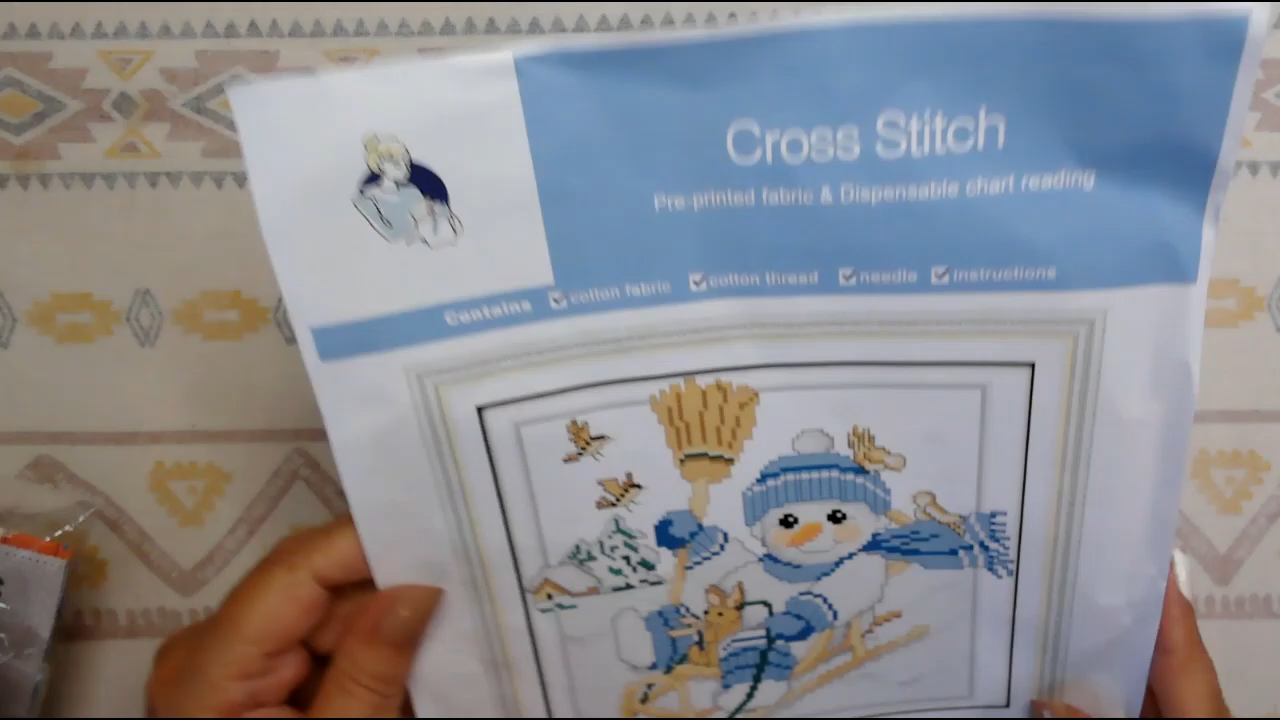 Cross Stitch
Pre-printed fabric & Dispensable chart reading
Contains cotton fabric cotton thread needle instructions